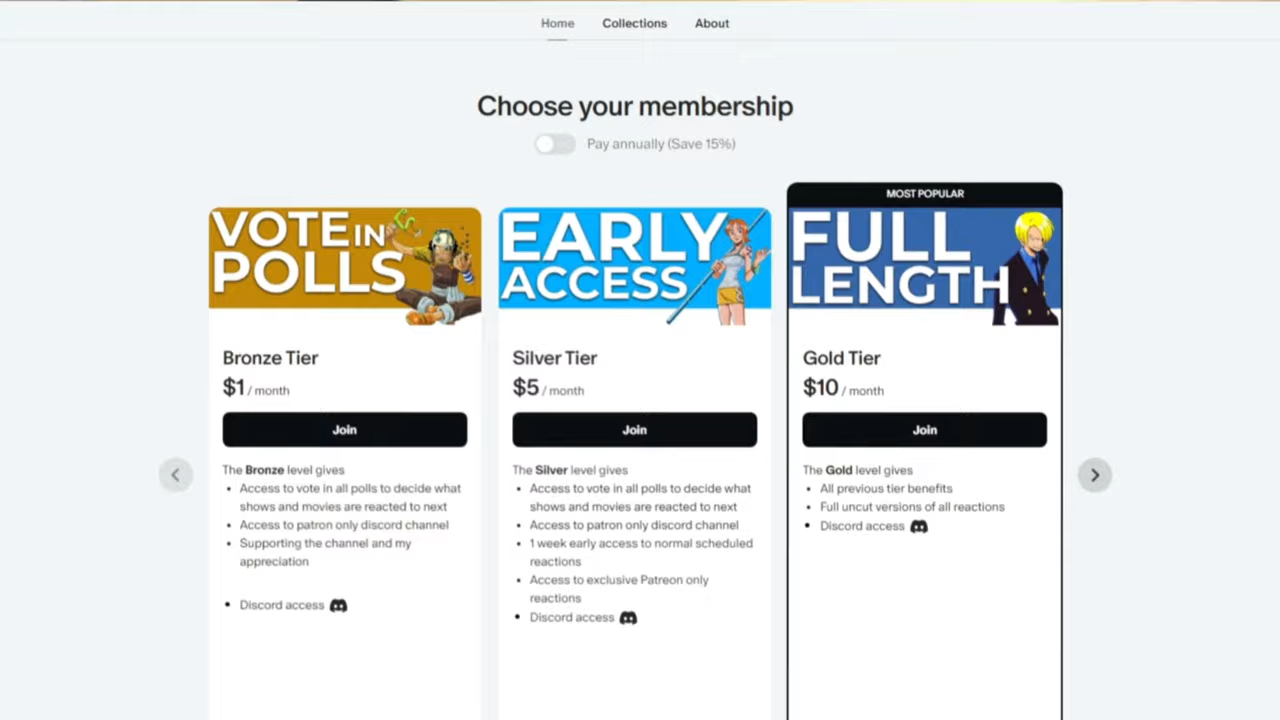 Home Collections About
Choose your membership
Pay annually (Save 15%)
VOTE IN
POLLS
Bronze Tier
$1 / month
Join
The Bronze level gives
• Access to vote in all polls to decide what
shows and movies are reacted to next
• Access to patron only discord channel
• Supporting the channel and my
appreciation
• Discord access
EARLY
ACCESS
Silver Tier
$5 / month
Join
The Silver level gives
• Access to vote in all polls to decide what
shows and movies are reacted to next
• Access to patron only discord channel
• 1 week early access to normal scheduled
reactions
• Access to exclusive Patreon only
reactions
• Discord access
MOST POPULAR
FULL
LENGTH
Gold Tier
$10 / month
Join
The Gold level gives
• All previous tier benefits
• Full uncut versions of all reactions
• Discord access